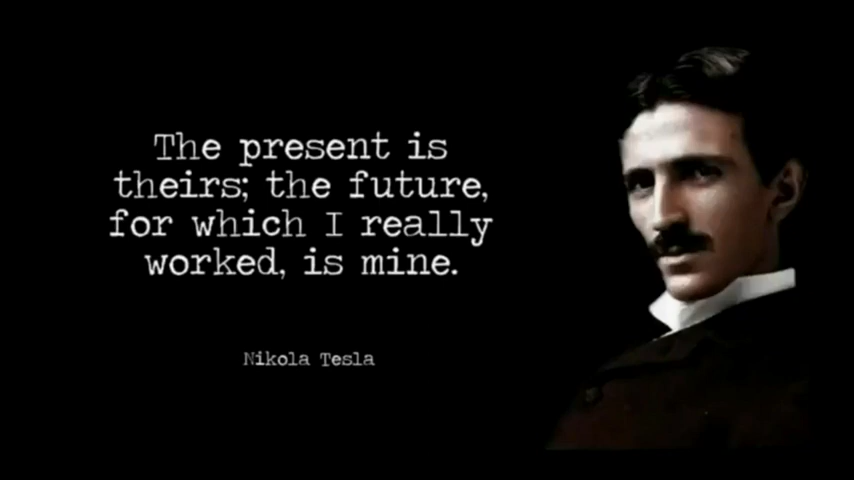 The present is
theirs; the future,
for which I really
worked, is mine.
Nikola Tesla